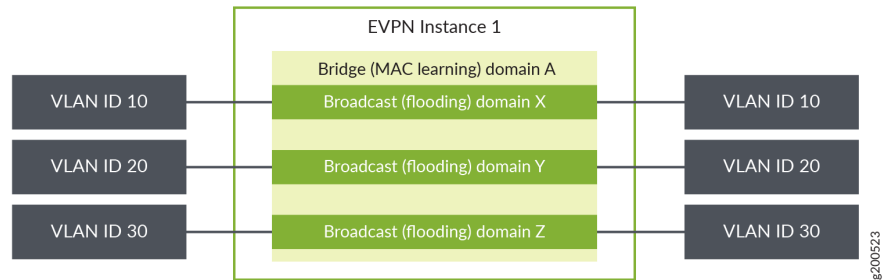 EVPN Instance 1
Bridge (MAC learning) domain A
VLAN ID 10
Broadcast (flooding) domain X
VLAN ID 10
VLAN ID 20
Broadcast (flooding) domain Y
VLAN ID 20
VLAN ID 30
Broadcast (flooding) domain Z
VLAN ID 30
g200523